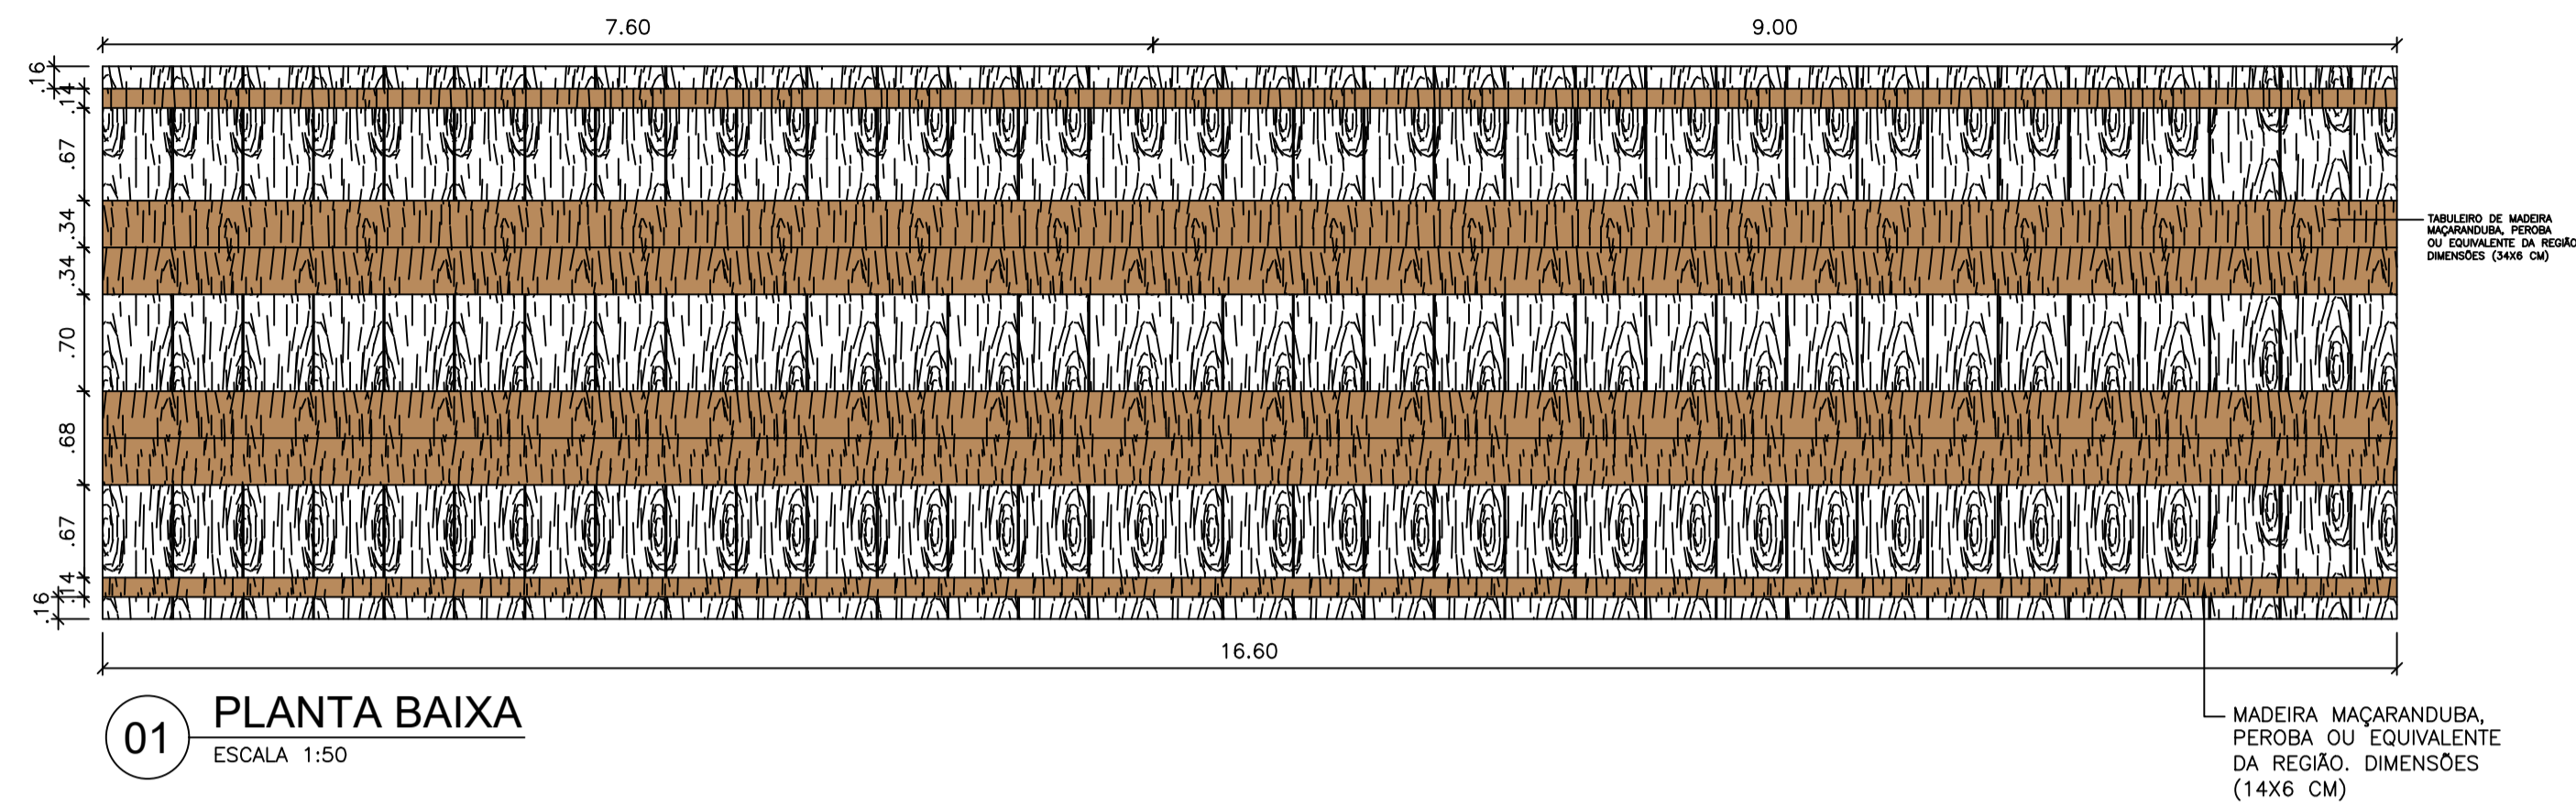 7.60
9.00
.16
.14
.67
.34
.34
.70
.68
.67
.14
.16
TABULEIRO DE MADEIRA
MAÇARANDUBA, PEROBA
OU EQUIVALENTE DA REGIÃO
DIMENSÕES (34X6 CM)
16.60
01
PLANTA BAIXA
ESCALA 1:50
MADEIRA MAÇARANDUBA,
PEROBA OU EQUIVALENTE
DA REGIÃO. DIMENSÕES
(14X6 CM)